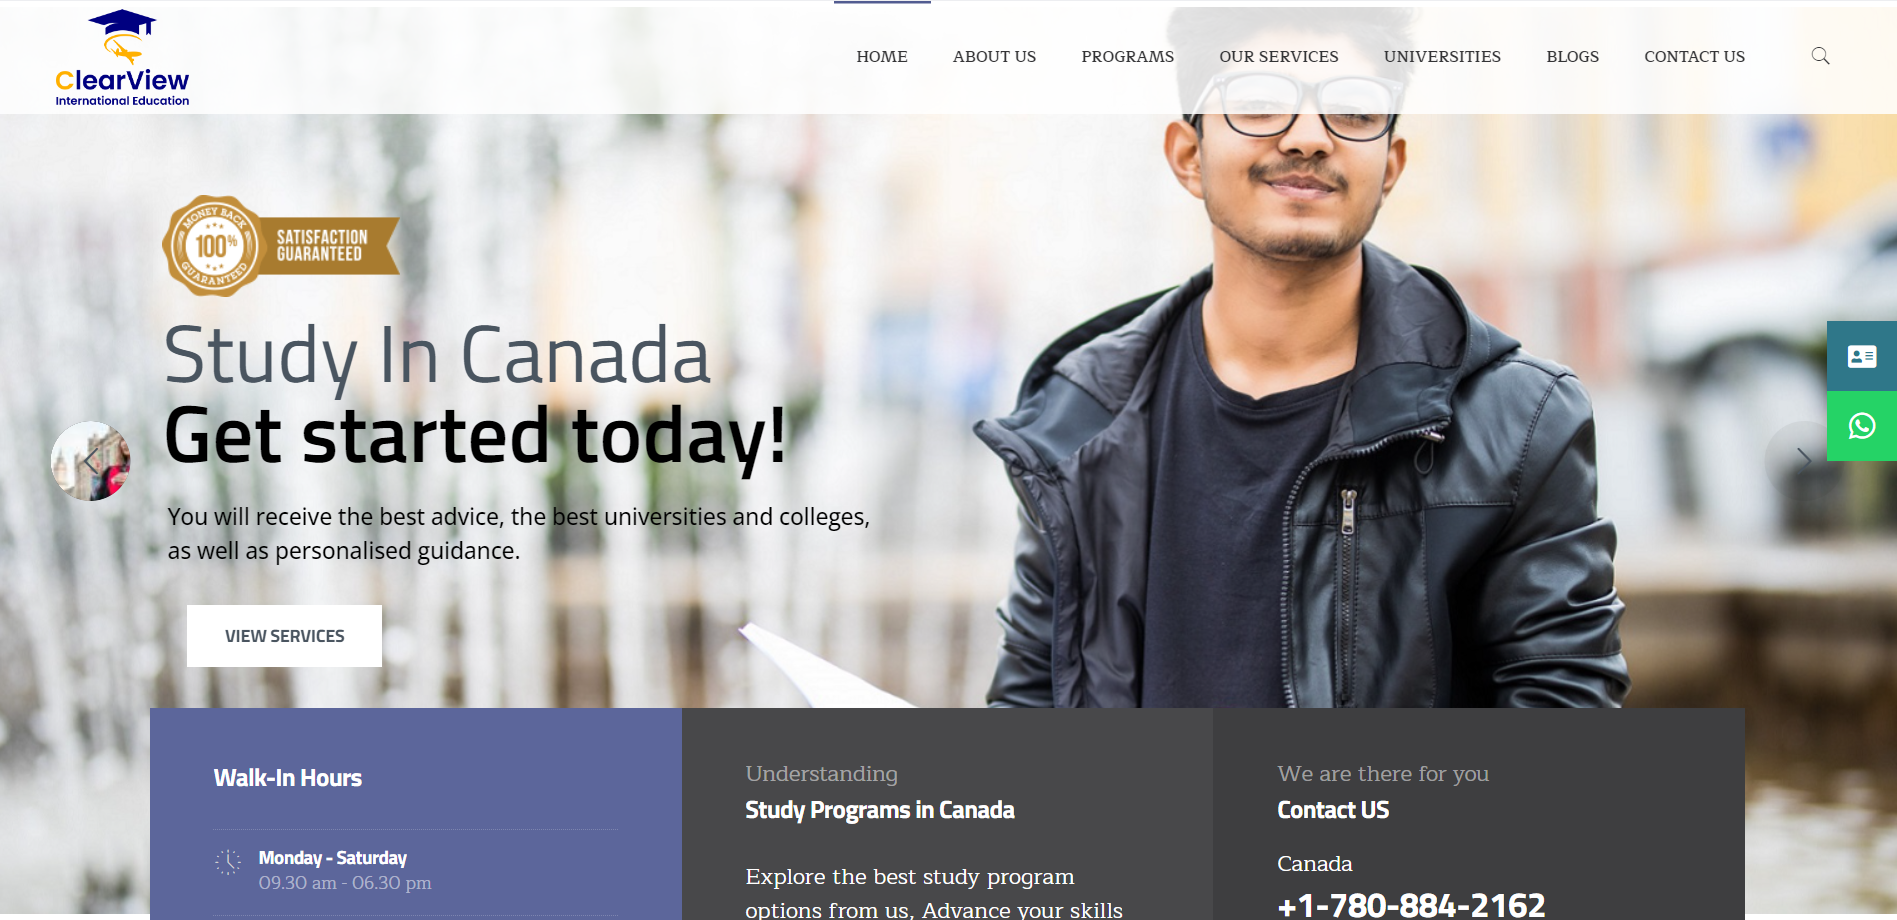 ClearView
International Education
HOME
ABOUT US
PROGRAMS
OUR SERVICES
UNIVERSITIES
BLOGS
CONTACT US
MONEY BACK
100%
GUARANTEED
SATISFACTION
GUARANTEED
Study In Canada
Get started today!
You will receive the best advice, the best universities and colleges,
as well as personalised guidance.
VIEW SERVICES
Walk-In Hours
Monday - Saturday
09.30 am - 06.30 pm
Understanding
Study Programs in Canada
Explore the best study program
options from us, Advance your skills
We are there for you
Contact US
Canada
+1-780-884-2162